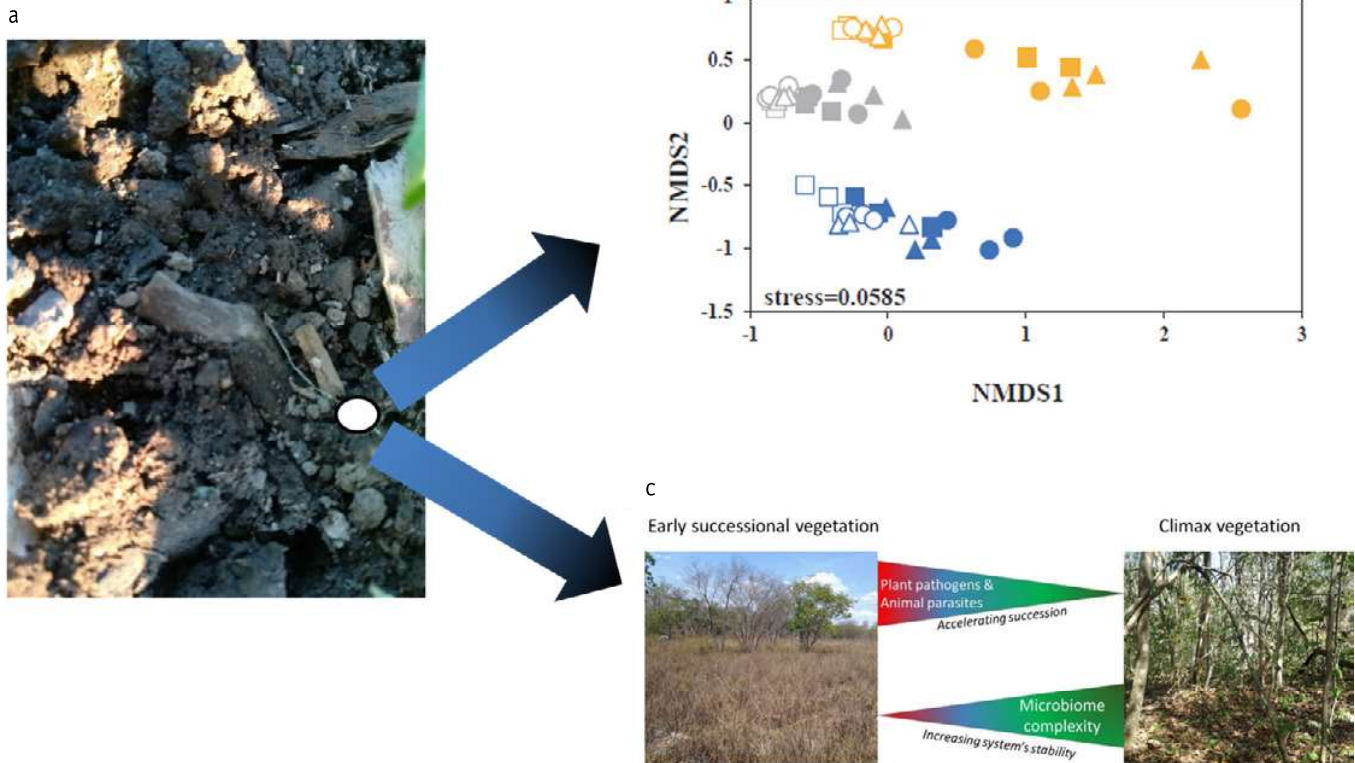 a
1
0.5
0
-0.5
-1
-1.5
NMDS2
stress=0.0585
-1 0 1 2 3
NMDS1
c
Early successional vegetation
Climax vegetation
Plant pathogens &
Animal parasites
Accelerating succession
Microbiome
complexity
Increasing system's stability